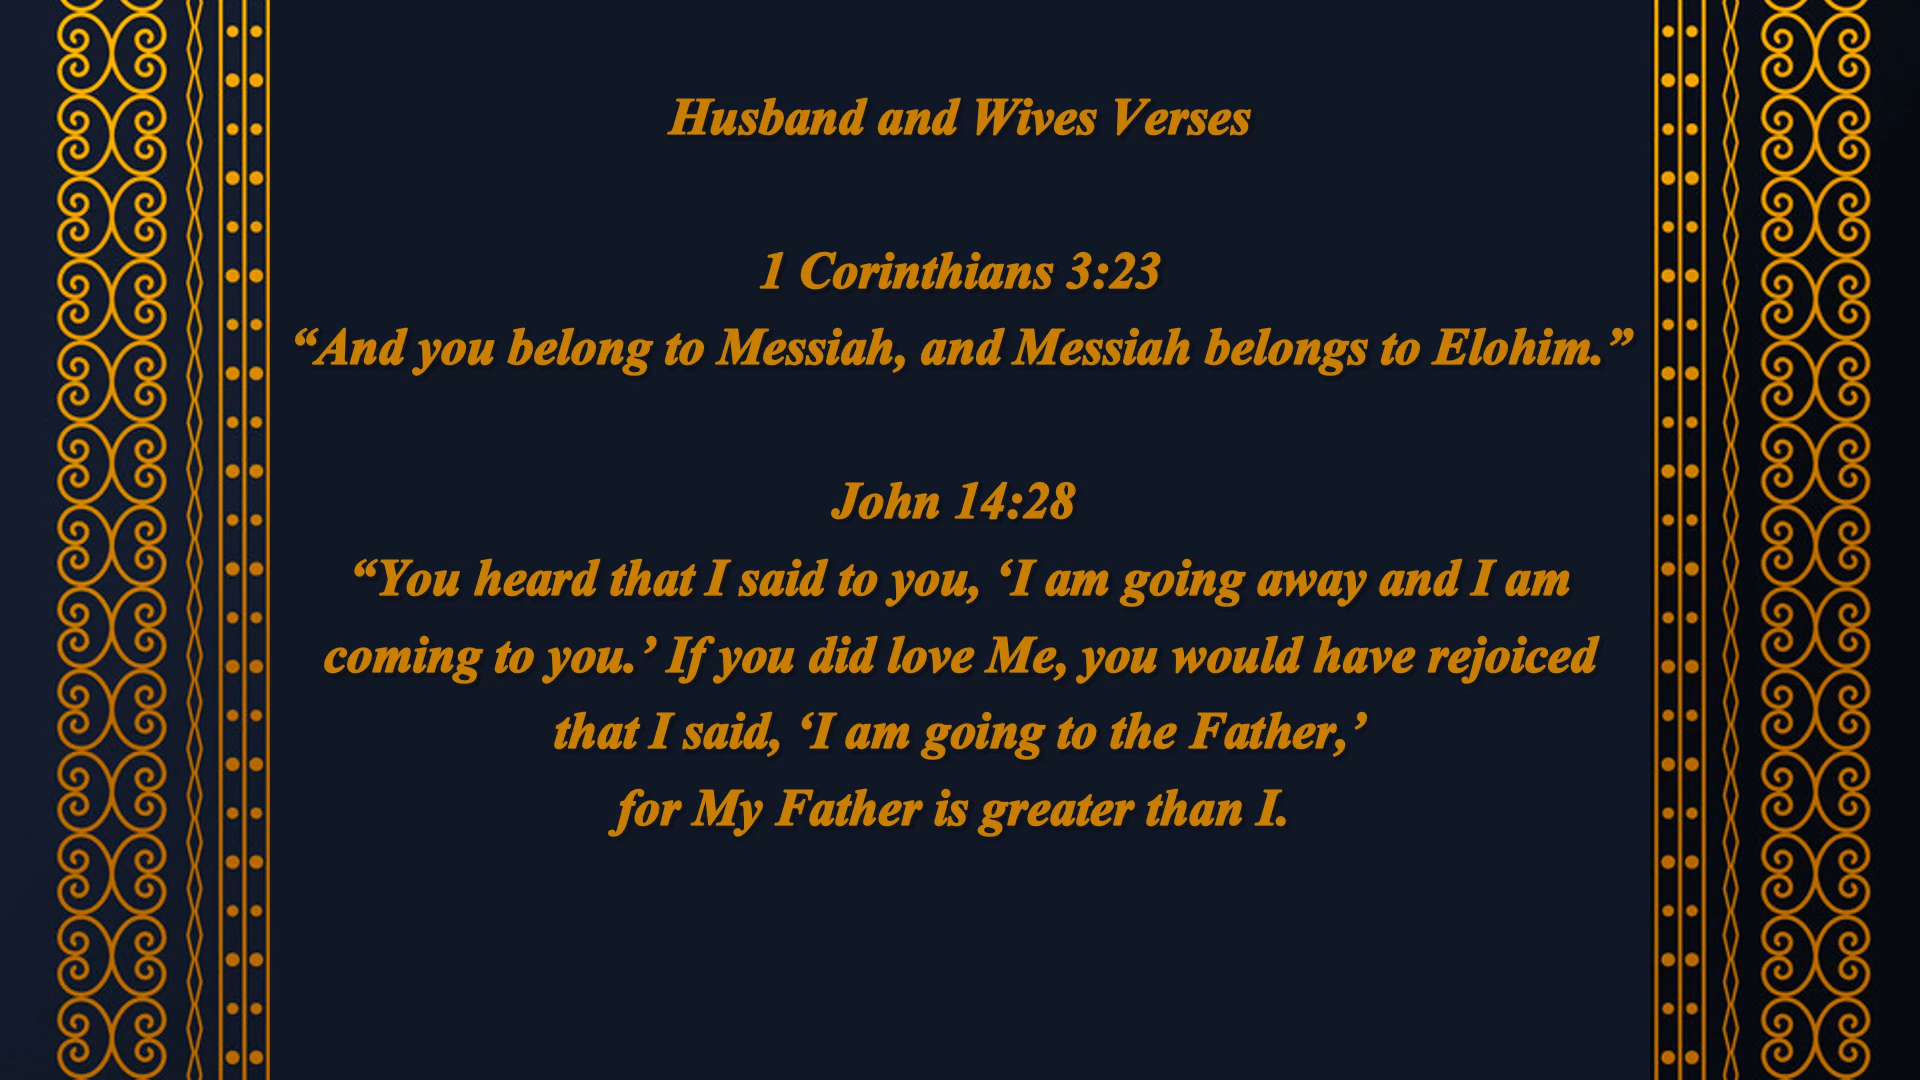 Husband and Wives Verses
1 Corinthians 3:23
“And you belong to Messiah, and Messiah belongs to Elohim.”
John 14:28
“You heard that I said to you, ‘I am going away and I am
coming to you.’ If you did love Me, you would have rejoiced
that I said, ‘I am going to the Father,’
for My Father is greater than I.